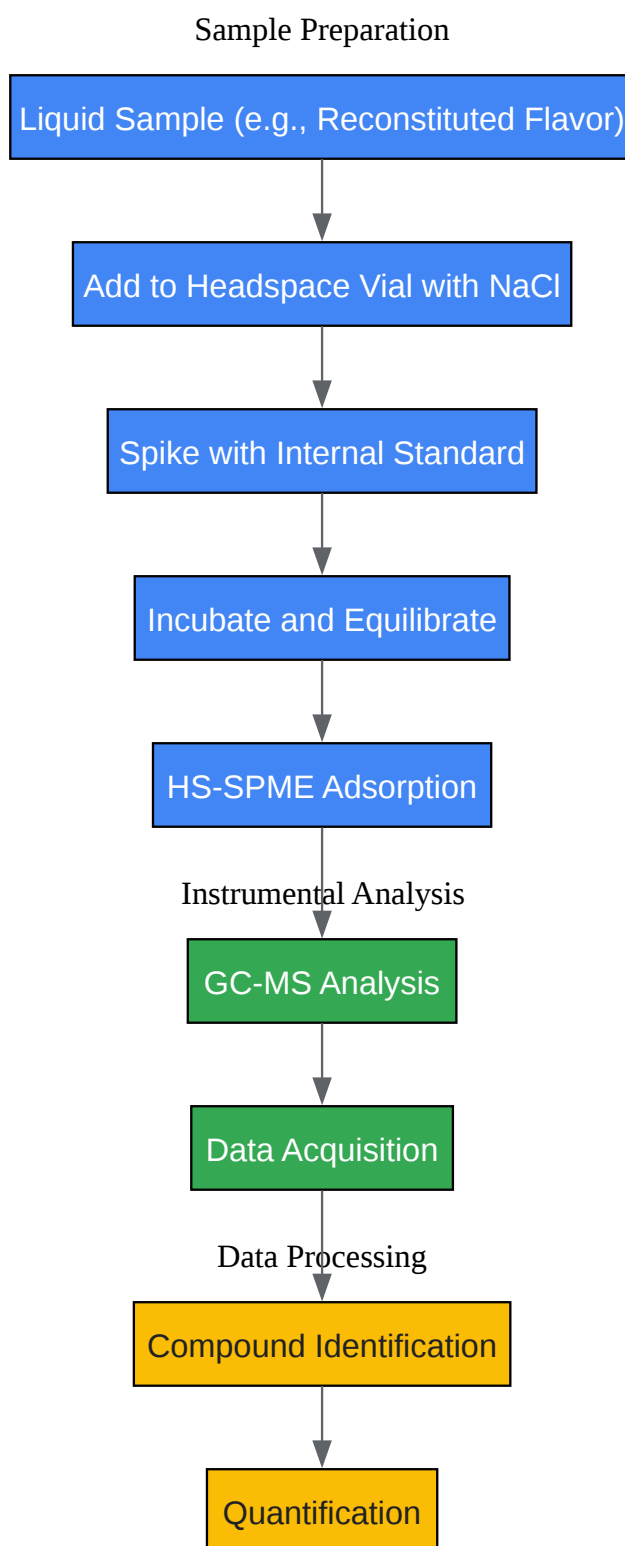 Sample Preparation
Liquid Sample (e.g., Reconstituted Flavor)
Add to Headspace Vial with NaCl
Spike with Internal Standard
Incubate and Equilibrate
HS-SPME Adsorption
Instrumental Analysis
GC-MS Analysis
Data Acquisition
Data Processing
Compound Identification
Quantification